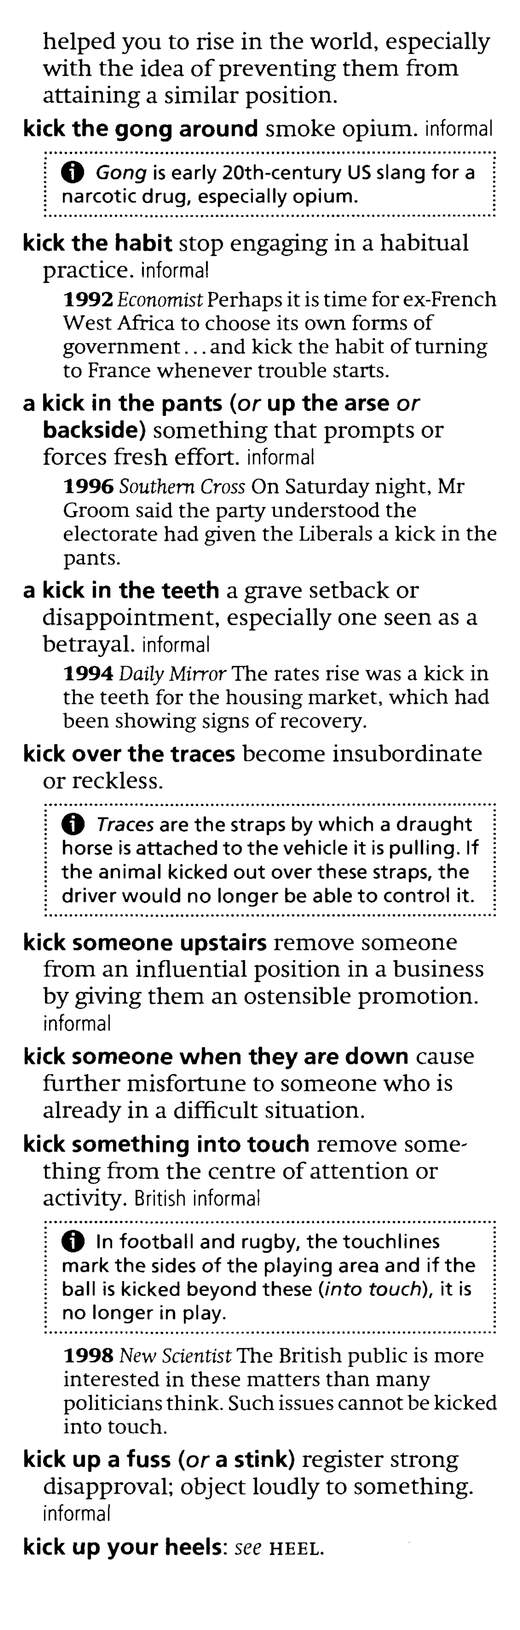 helped you to rise in the world, especially
with the idea of preventing them from
attaining a similar position.
kick the gong around smoke opium. informal
i Gong is early 20th-century US slang for a
narcotic drug, especially opium.
kick the habit stop engaging in a habitual
practice. informal
1992 Economist Perhaps it is time for ex-French
West Africa to choose its own forms of
government...and kick the habit of turning
to France whenever trouble starts.
a kick in the pants (or up the arse or
backside) something that prompts or
forces fresh effort. informal
1996 Southern Cross On Saturday night, Mr
Groom said the party understood the
electorate had given the Liberals a kick in the
pants.
a kick in the teeth a grave setback or
disappointment, especially one seen as a
betrayal. informal
1994 Daily Mirror The rates rise was a kick in
the teeth for the housing market, which had
been showing signs of recovery.
kick over the traces become insubordinate
or reckless.
i Traces are the straps by which a draught
horse is attached to the vehicle it is pulling. If
the animal kicked out over these straps, the
driver would no longer be able to control it.
kick someone upstairs remove someone
from an influential position in a business
by giving them an ostensible promotion.
informal
kick someone when they are down cause
further misfortune to someone who is
already in a difficult situation.
kick something into touch remove some-
thing from the centre of attention or
activity. British informal
i In football and rugby, the touchlines
mark the sides of the playing area and if the
ball is kicked beyond these (into touch), it is
no longer in play.
1998 New Scientist The British public is more
interested in these matters than many
politicians think. Such issues cannot be kicked
into touch.
kick up a fuss (or a stink) register strong
disapproval; object loudly to something.
informal
kick up your heels: see HEEL.